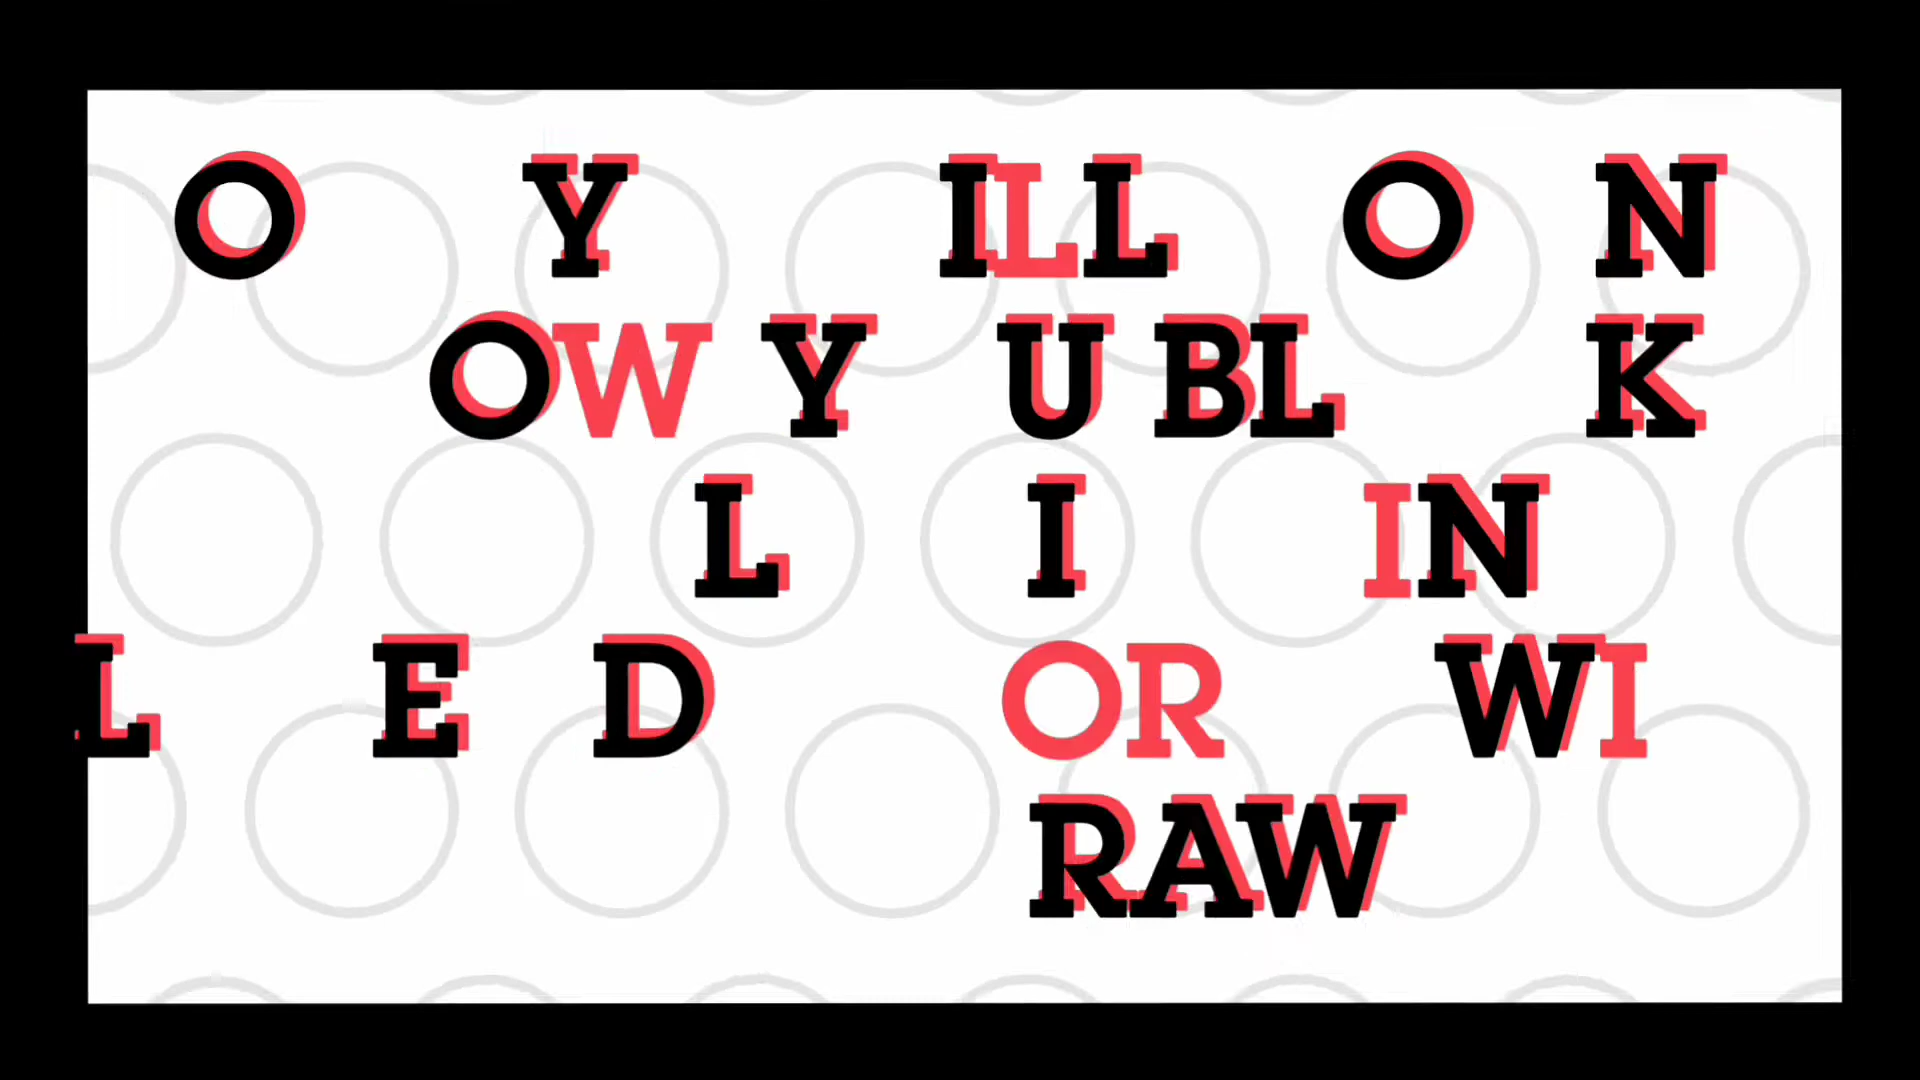 O Y ILL O N
OW Y U BL K
L I IN
L E D OR WI
RAW